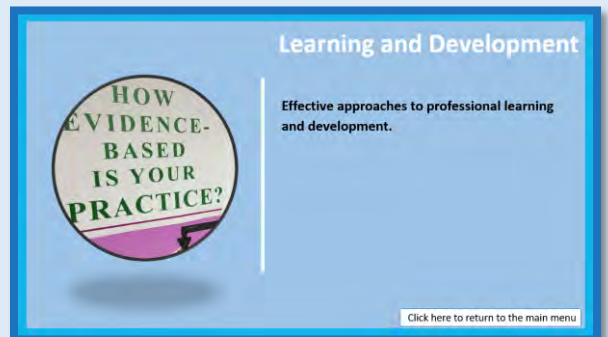 Learning and Development
HOW
EVIDENCE-
BASED
IS YOUR
PRACTICE?
Effective approaches to professional learning
and development.
Click here to return to the main menu